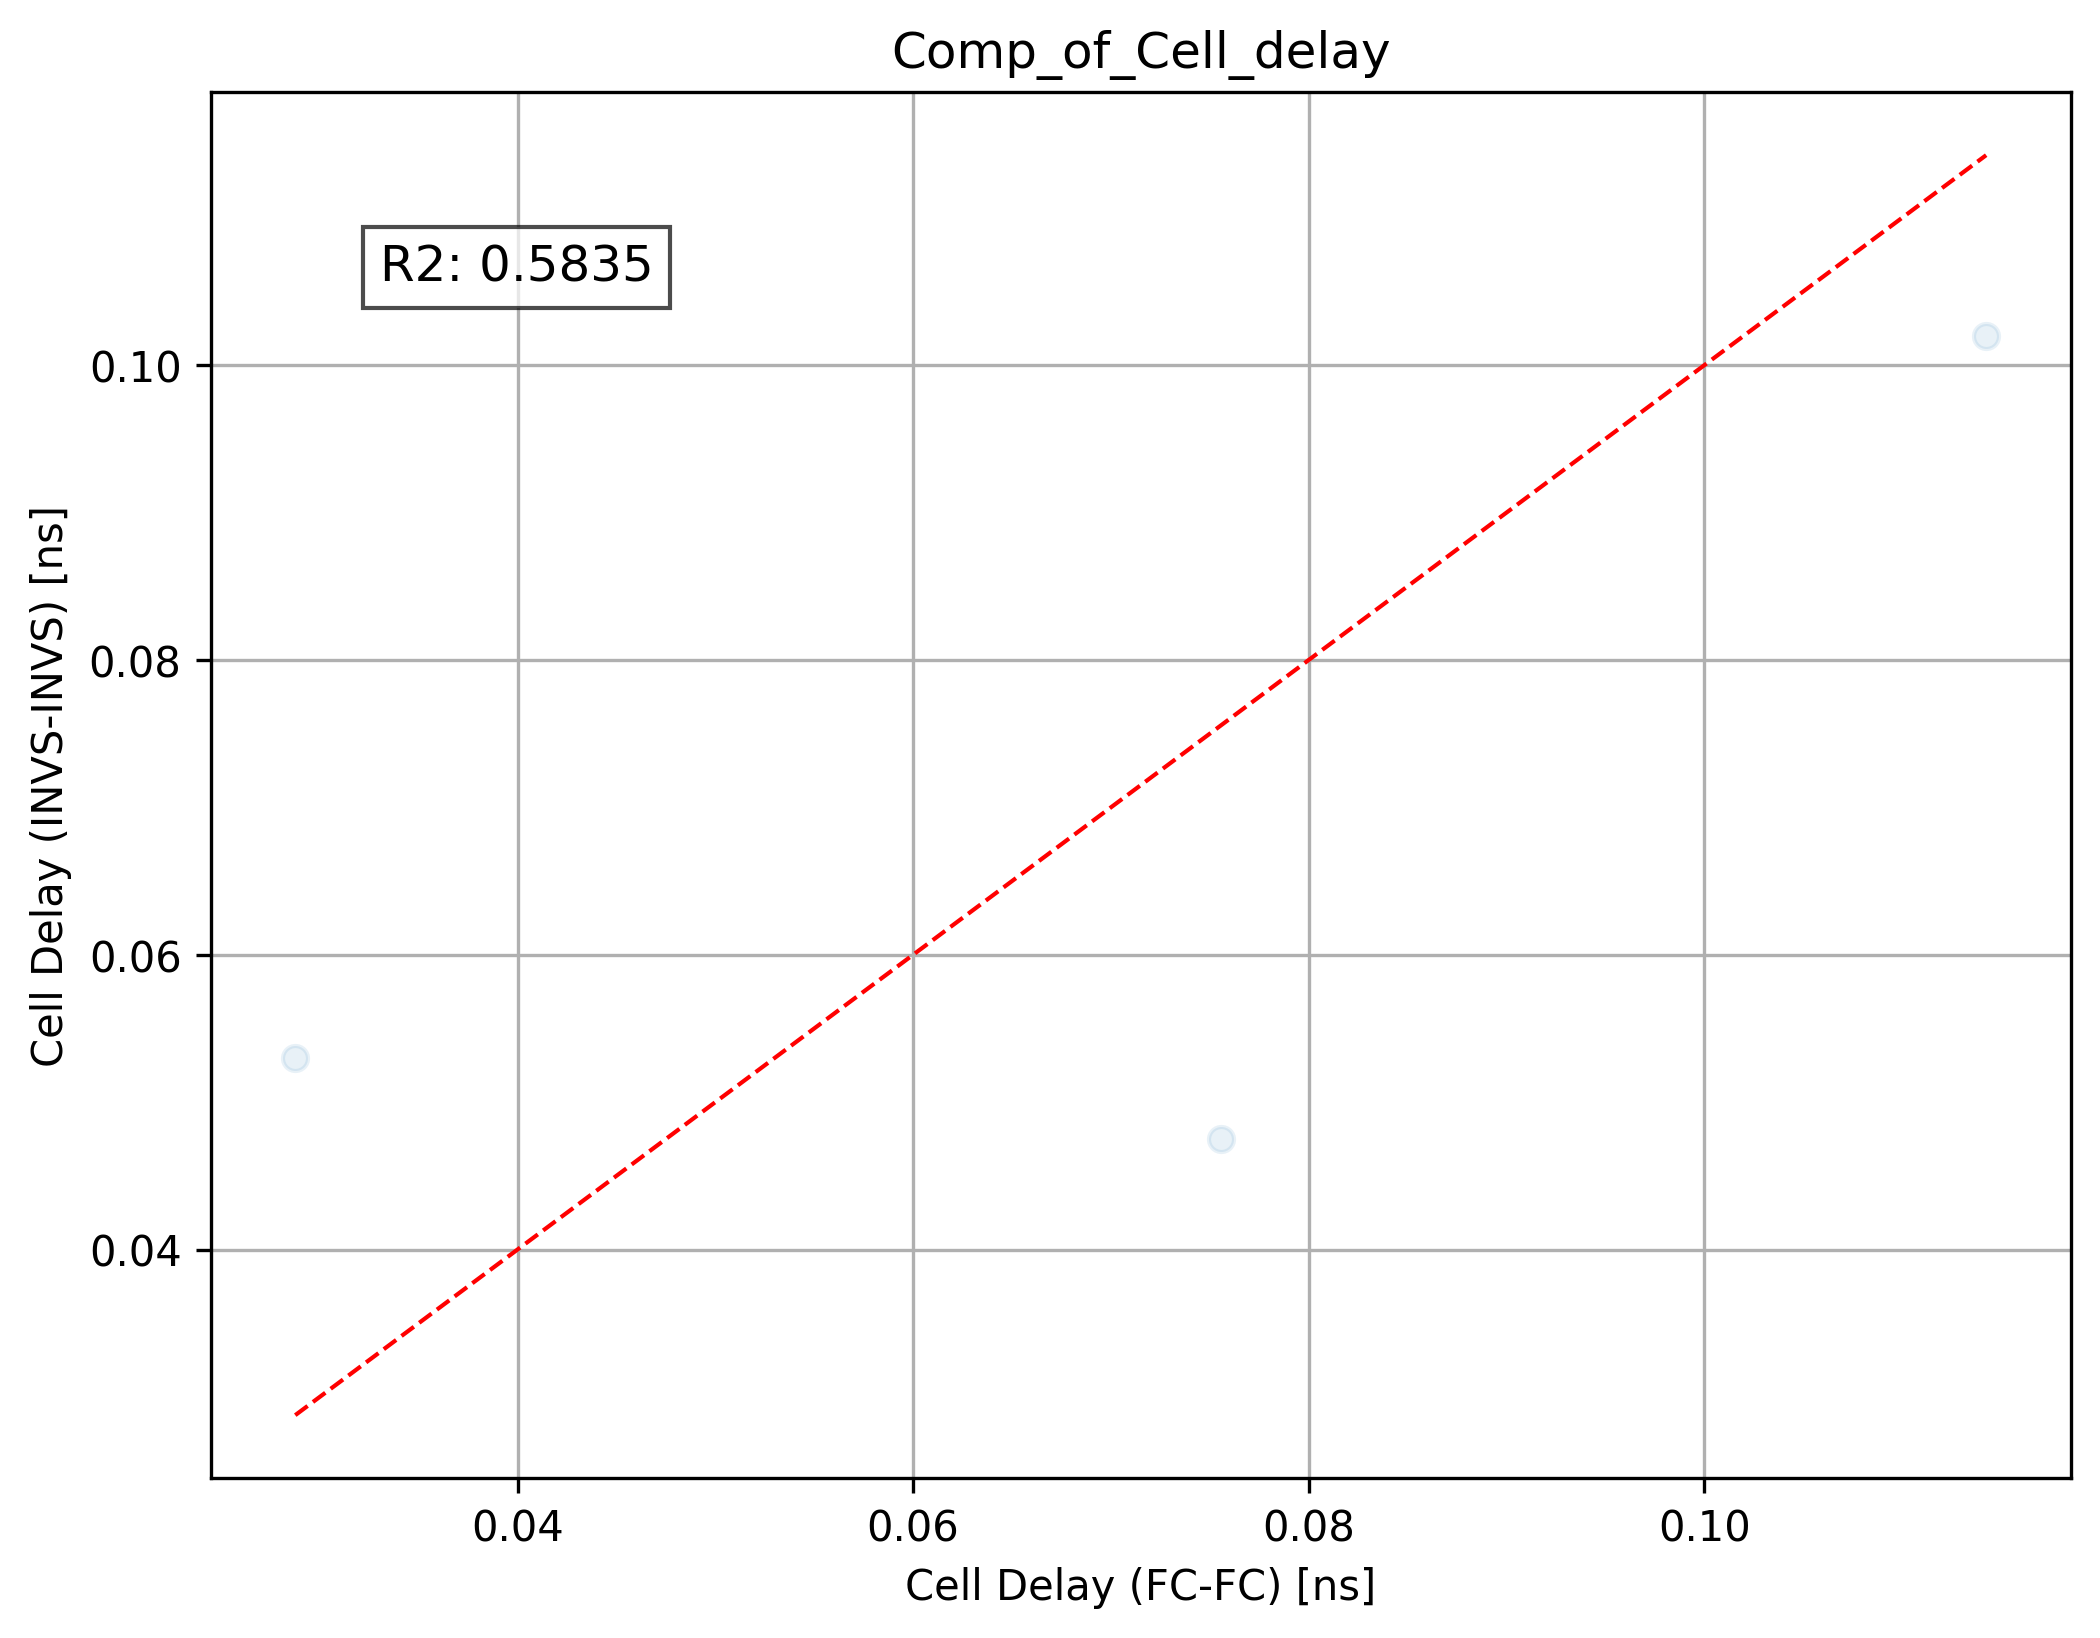 Comp_of_Cell_delay
R2: 0.5835
Cell Delay (INVS-INVS) [ns]
0.10
0.08
0.06
0.04
0.04 0.06 0.08 0.10
Cell Delay (FC-FC) [ns]